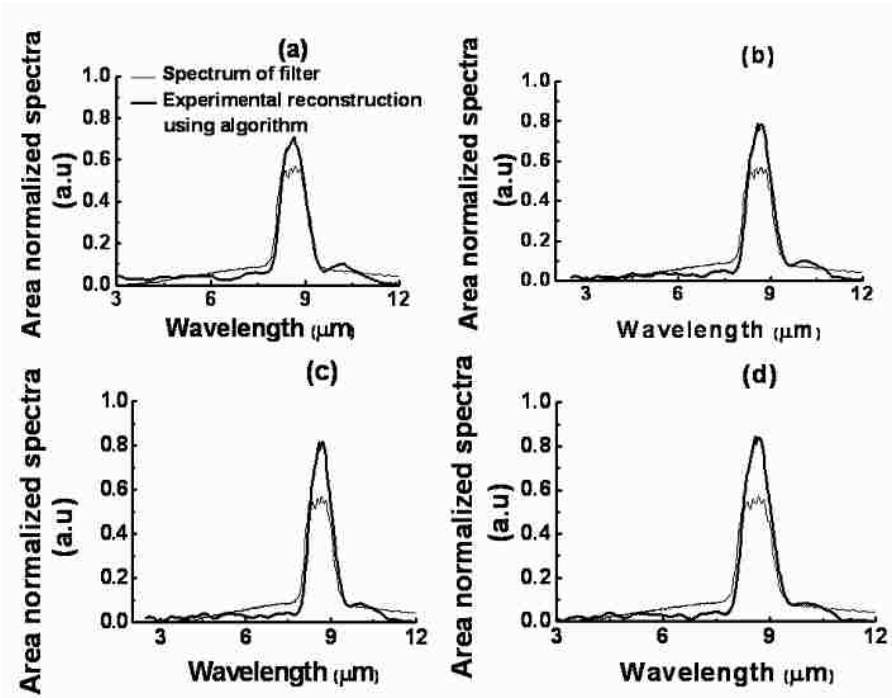 (a)
Area normalized spectra
(a.u)
1.0
0.8
0.6
0.4
0.2
0.0
Spectrum of filter
Experimental reconstruction
using algorithm
3 6 9 12
Wavelength (μm)
(b)
Area normalized spectra
(a.u)
1.0
0.8
0.6
0.4
0.2
0.0
3 6 9 12
Wavelength (μm)
(c)
Area normalized spectra
(a.u)
1.0
0.8
0.6
0.4
0.2
0.0
3 6 9 12
Wavelength (μm)
(d)
Area normalized spectra
(a.u)
1.0
0.8
0.6
0.4
0.2
0.0
3 6 9 12
Wavelength (μm)